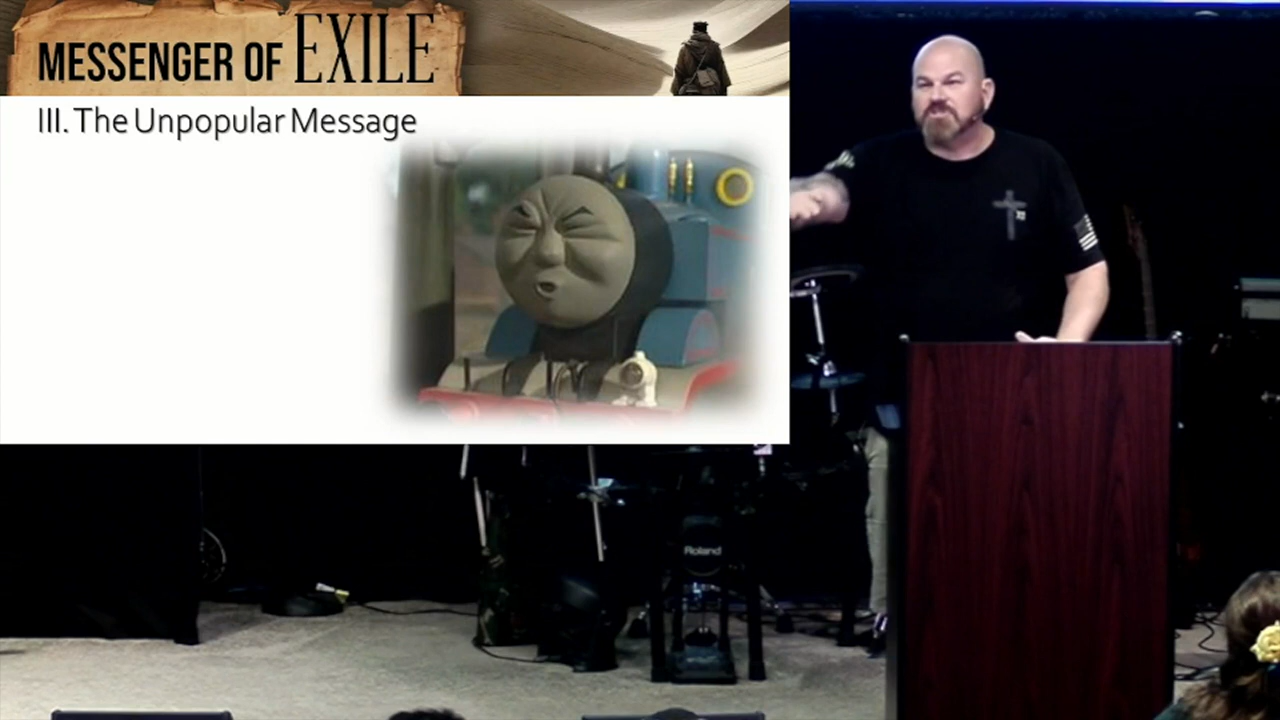 MESSENGER OF EXILE
III. The Unpopular Message
Roland